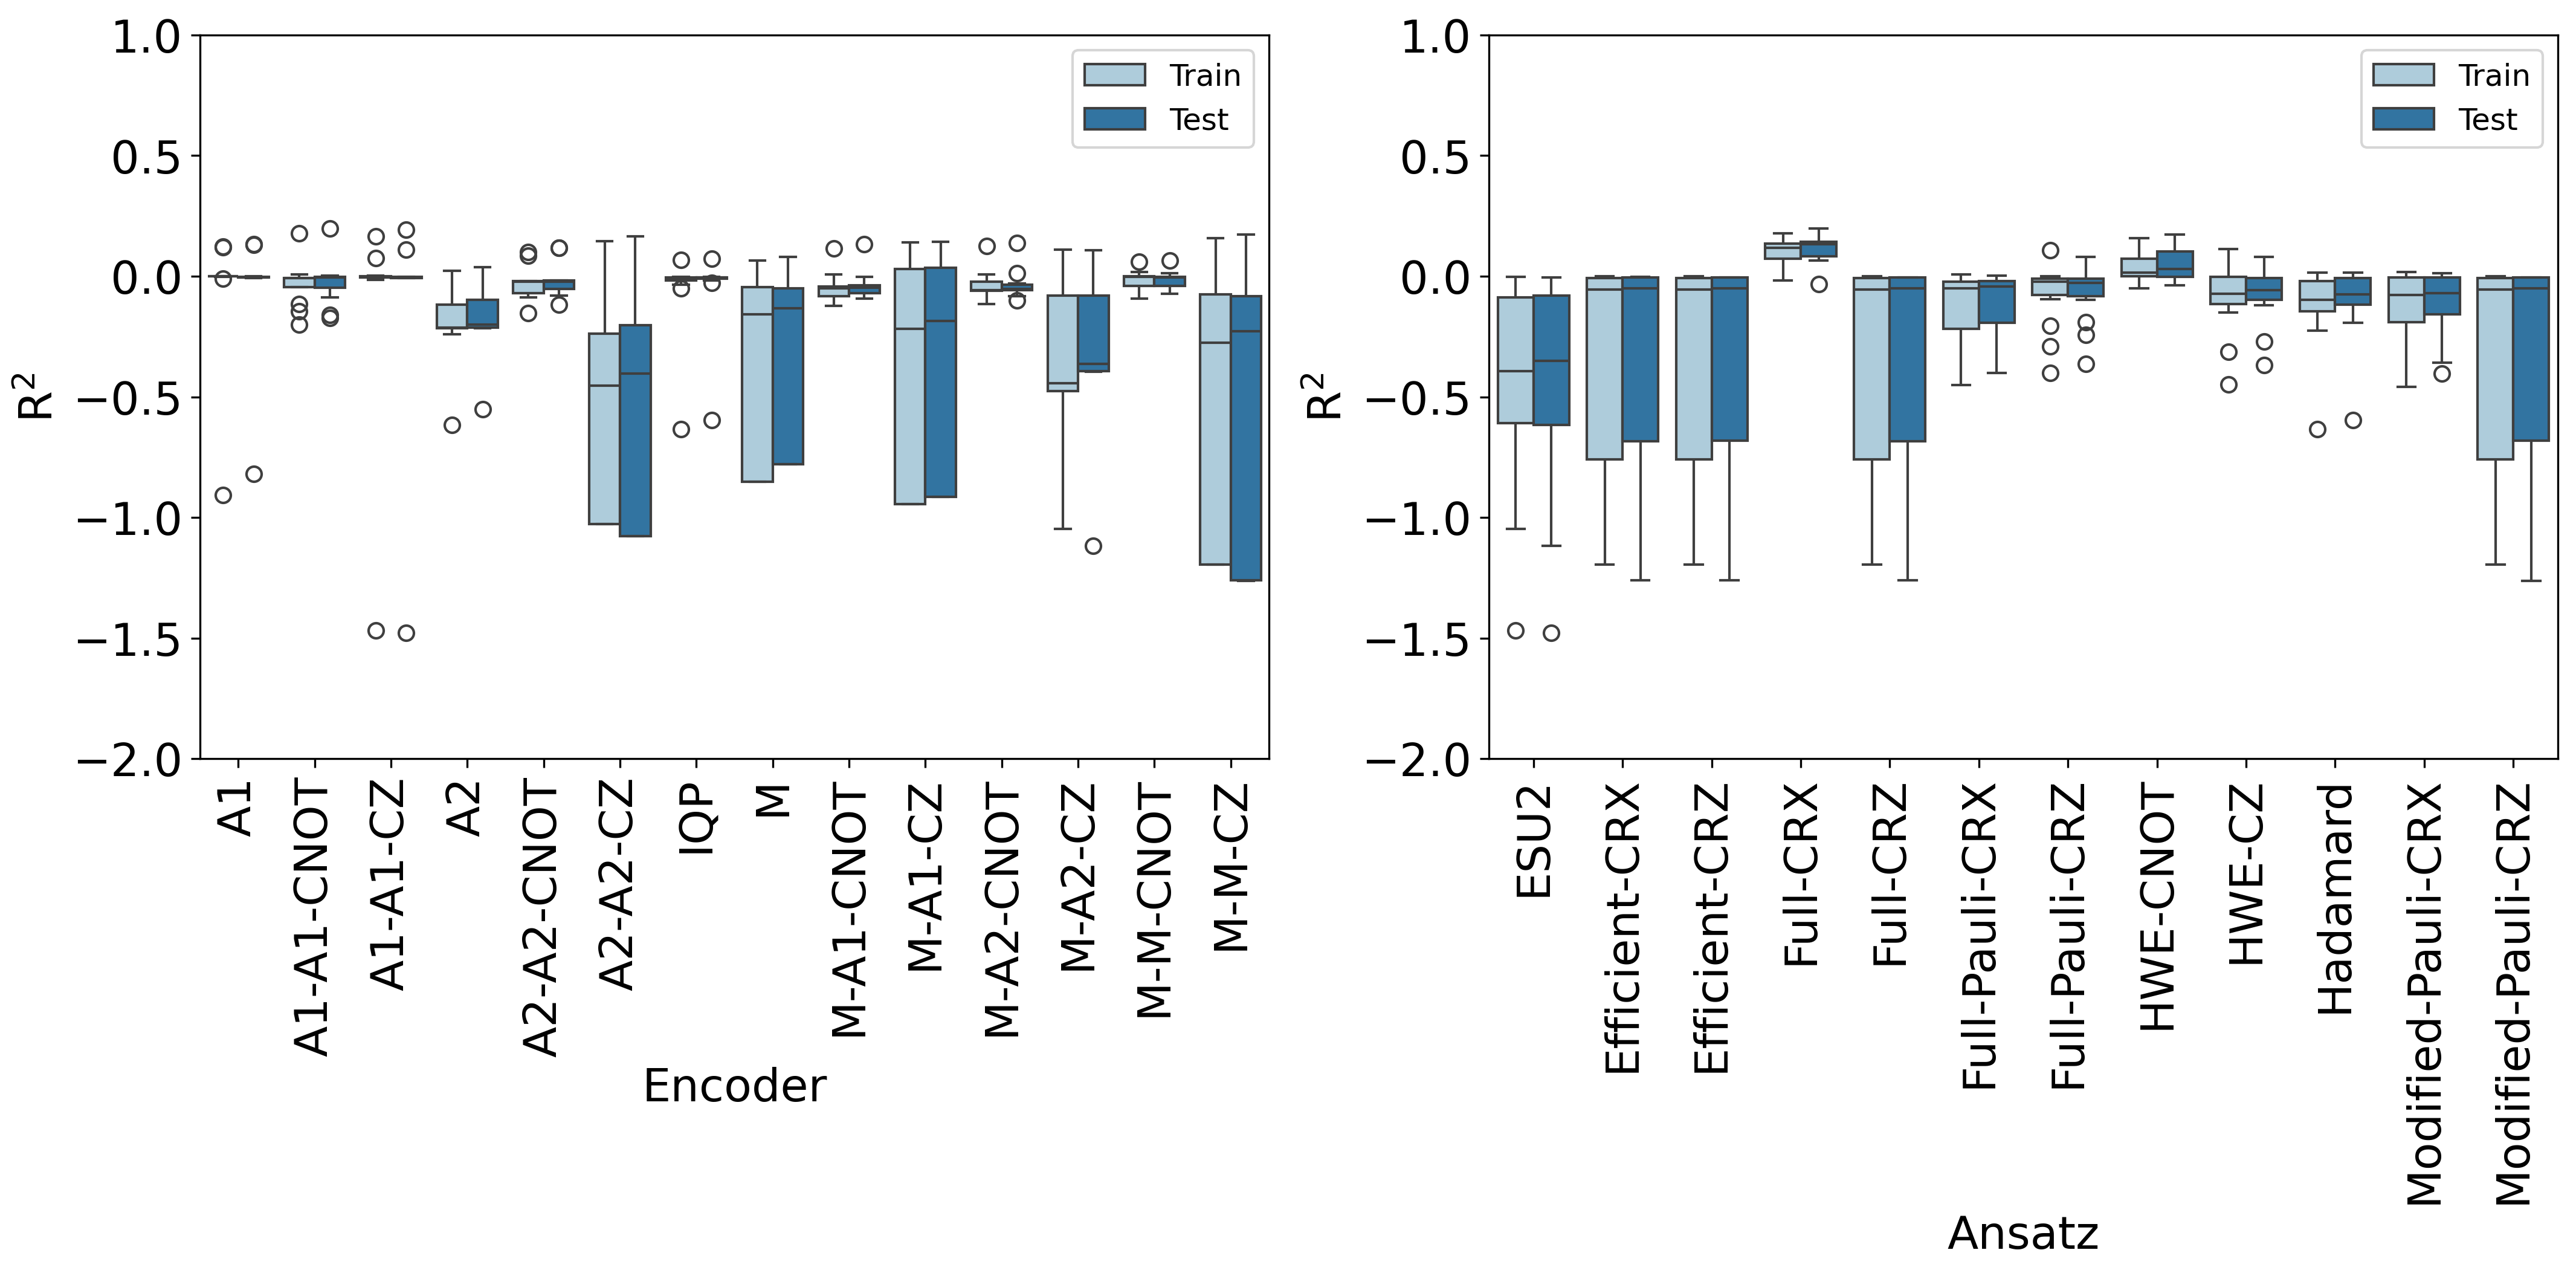 1.0
0.5
0.0
−0.5
−1.0
−1.5
−2.0
R²
Train
Test
A1
A1-A1-CNOT
A1-A1-CZ
A2
A2-A2-CNOT
A2-A2-CZ
IQP
M
M-A1-CNOT
M-A1-CZ
M-A2-CNOT
M-A2-CZ
M-M-CNOT
M-M-CZ
Encoder
1.0
0.5
0.0
−0.5
−1.0
−1.5
−2.0
R²
Train
Test
ESU2
Efficient-CRX
Efficient-CRZ
Full-CRX
Full-CRZ
Full-Pauli-CRX
Full-Pauli-CRZ
HWE-CNOT
HWE-CZ
Hadamard
Modified-Pauli-CRX
Modified-Pauli-CRZ
Ansatz